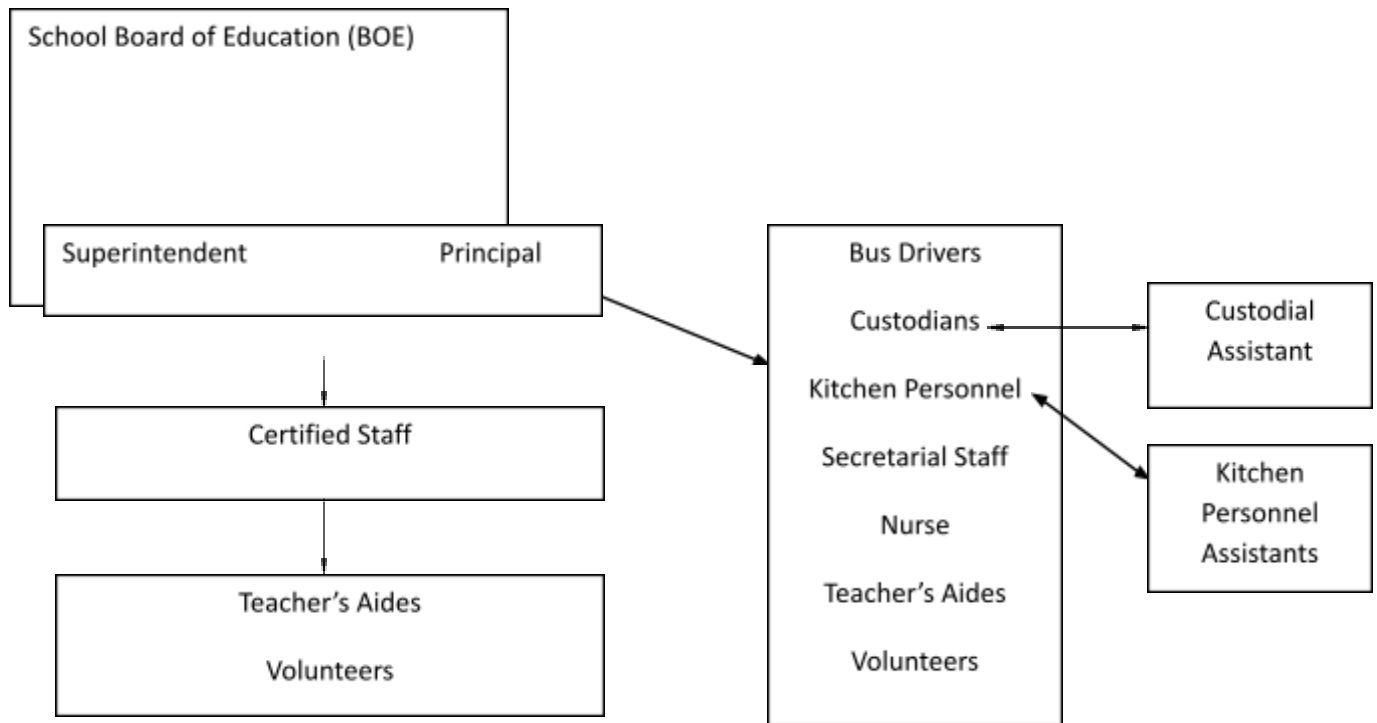 School Board of Education (BOE)
Superintendent Principal
Certified Staff
Teacher’s Aides
Volunteers
Bus Drivers
Custodians
Kitchen Personnel
Secretarial Staff
Nurse
Teacher’s Aides
Volunteers
Custodial
Assistant
Kitchen
Personnel
Assistants